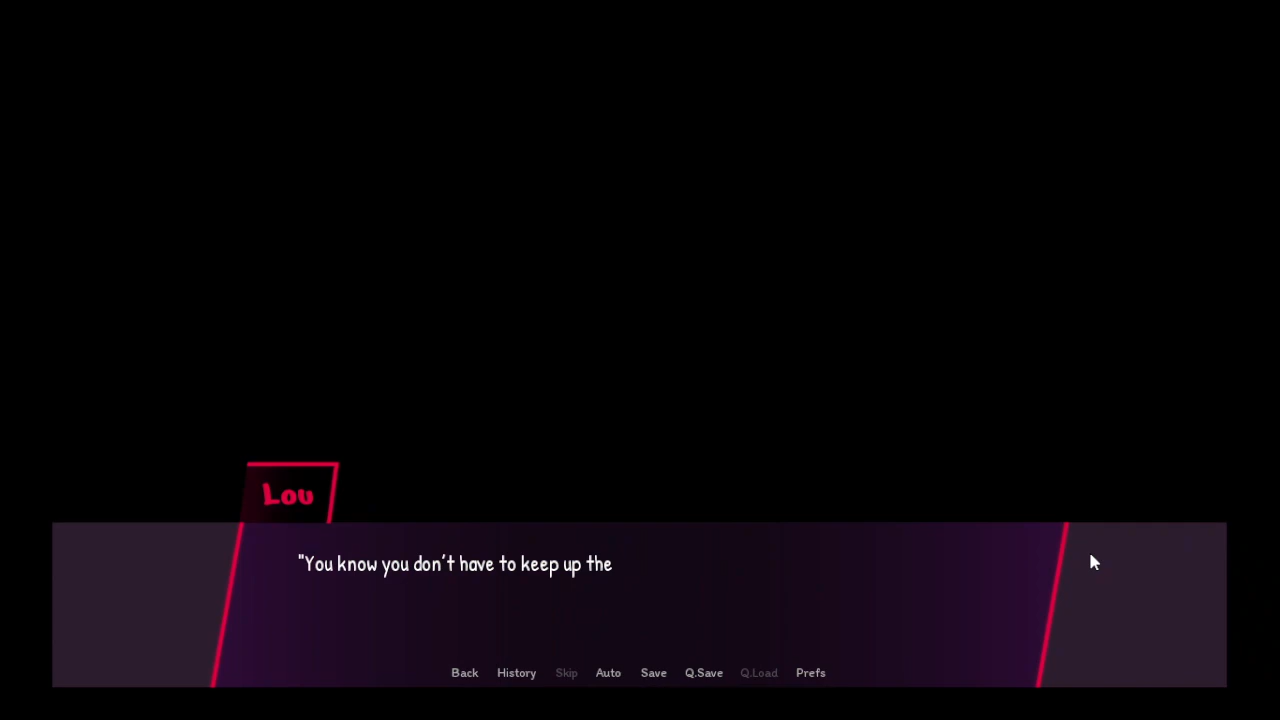 Lou
"You know you don't have to keep up the
Back History Skip Auto Save Q.Save Q.Load Prefs